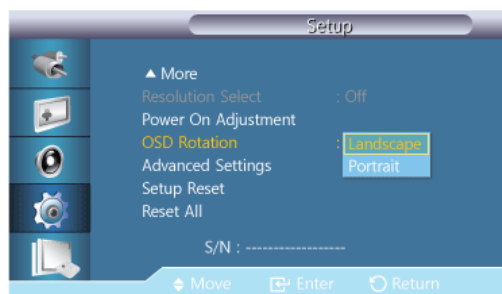 Setup
▲ More
Resolution Select : Off
Power On Adjustment
OSD Rotation : Landscape
Portrait
Advanced Settings
Setup Reset
Reset All
S/N : ------------------
Move Enter Return